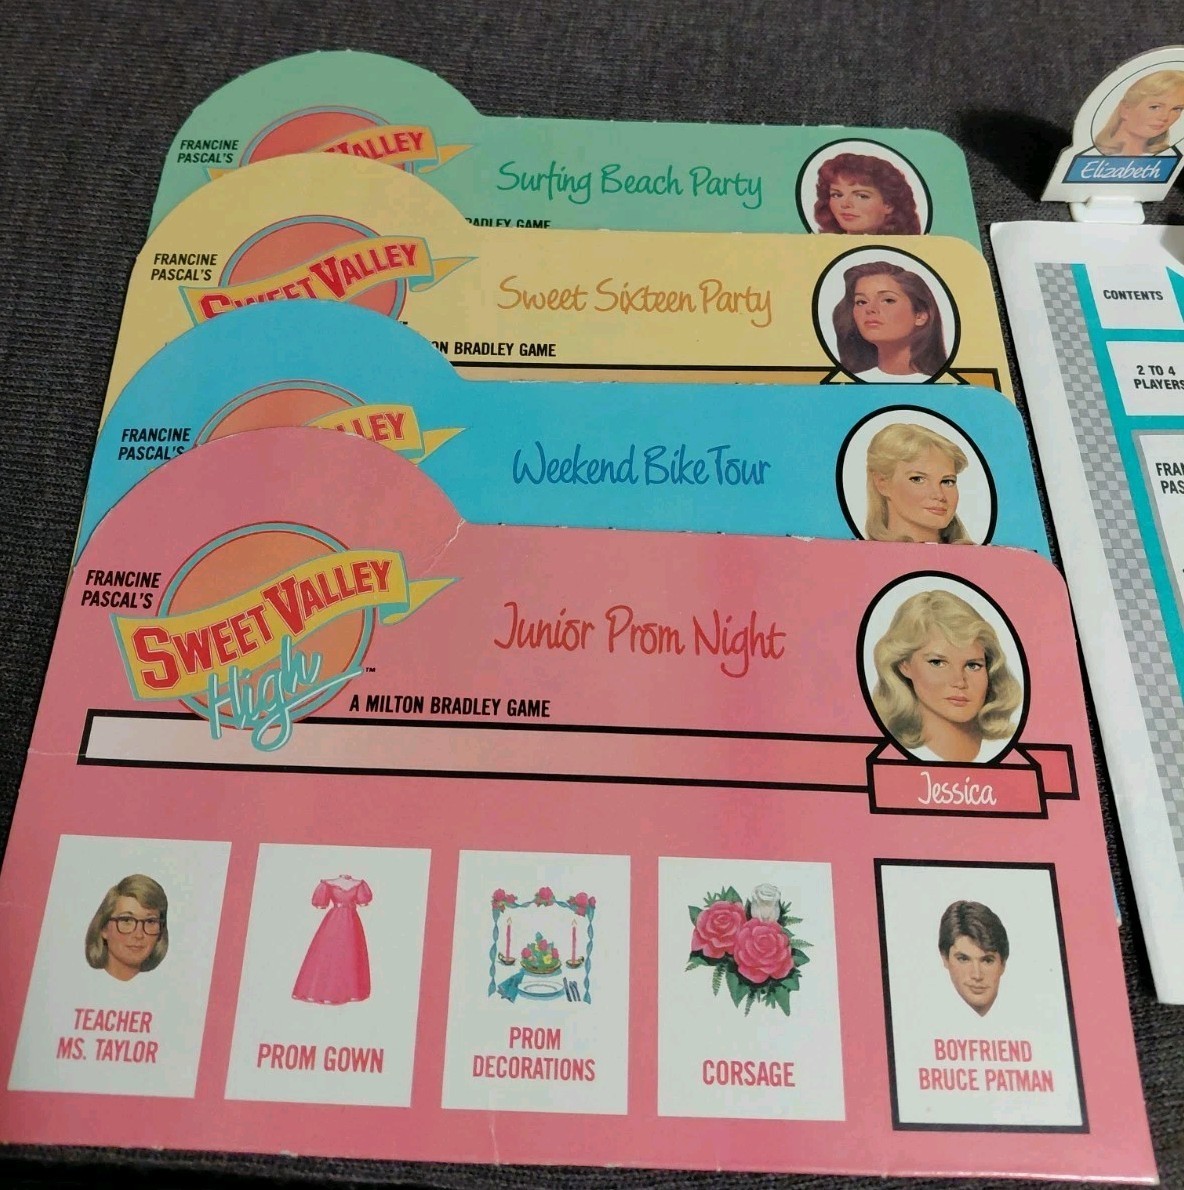 FRANCINE
PASCAL'S
VALLEY
Surfing Beach Party
BRADLEY GAME
FRANCINE
PASCAL'S
SWEET VALLEY
Sweet Sixteen Party
BRADLEY GAME
FRANCINE
PASCAL'S
Weekend Bike Tour
FRANCINE
PASCAL'S
SWEET VALLEY
High
™
Junior Prom Night
A MILTON BRADLEY GAME
Jessica
TEACHER
MS. TAYLOR
PROM GOWN
PROM
DECORATIONS
CORSAGE
BOYFRIEND
BRUCE PATMAN
Elizabeth
CONTENTS
2 TO 4
PLAYERS